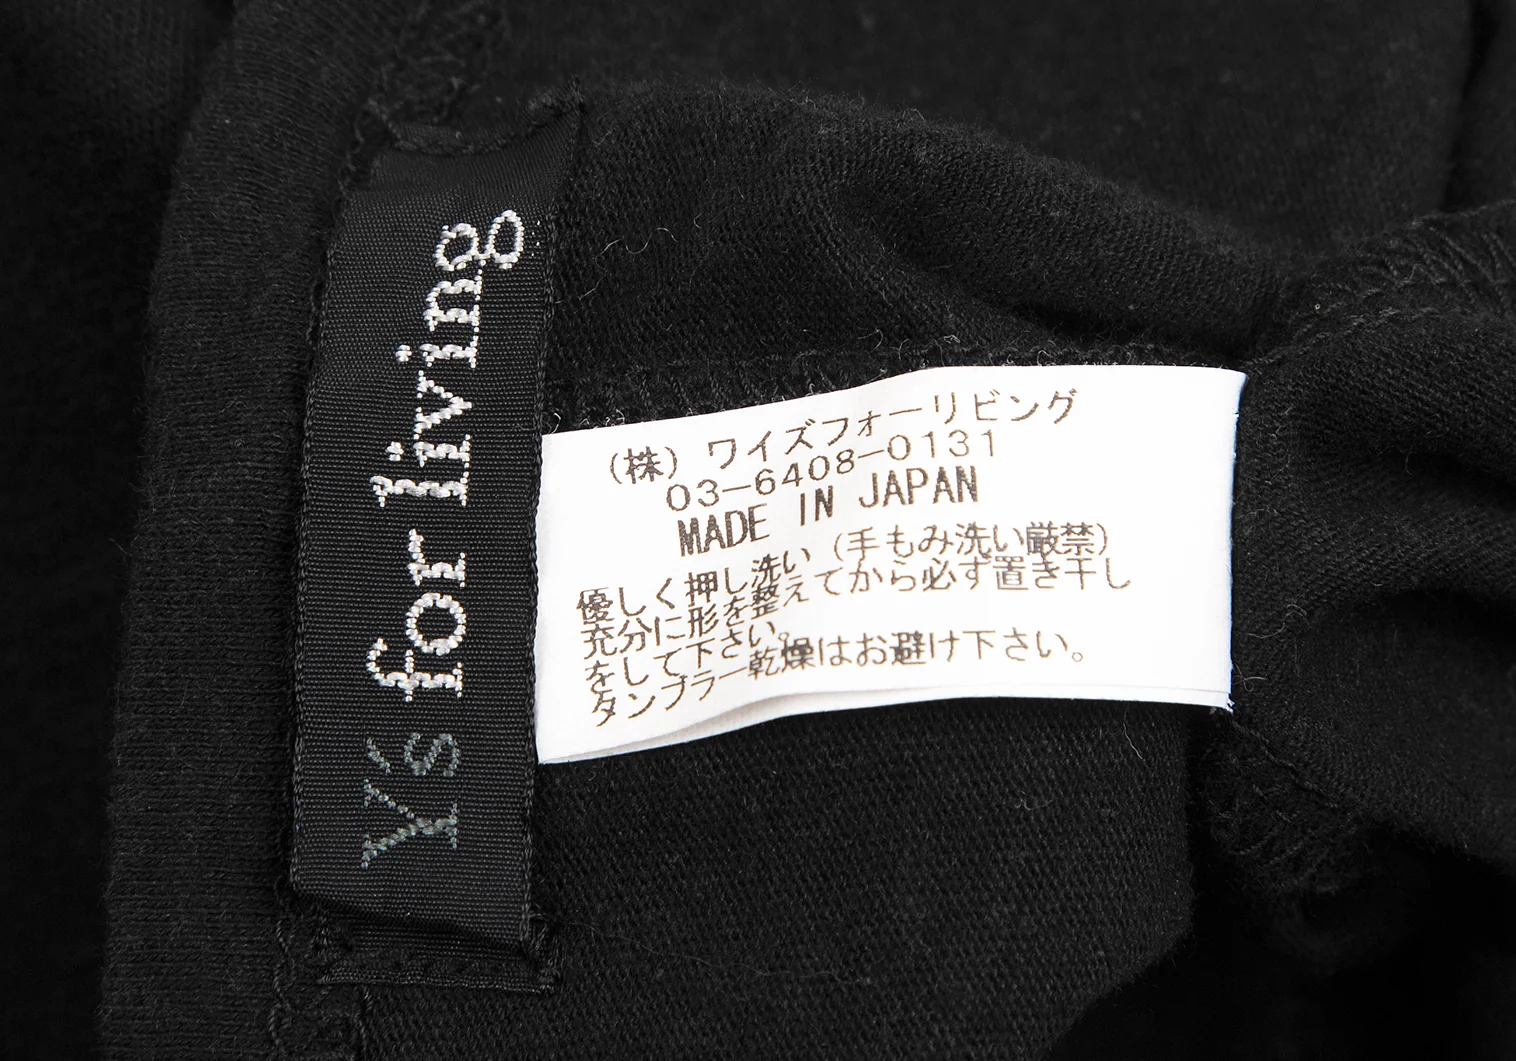 Y's for living
(株) ワイズフォーリビング
03-6408-0131
MADE IN JAPAN
優しく押し洗い (手もみ洗い厳禁)
充分に形を整えてから必ず置き干し
をして下さい。
タンブラー乾燥はお避け下さい。